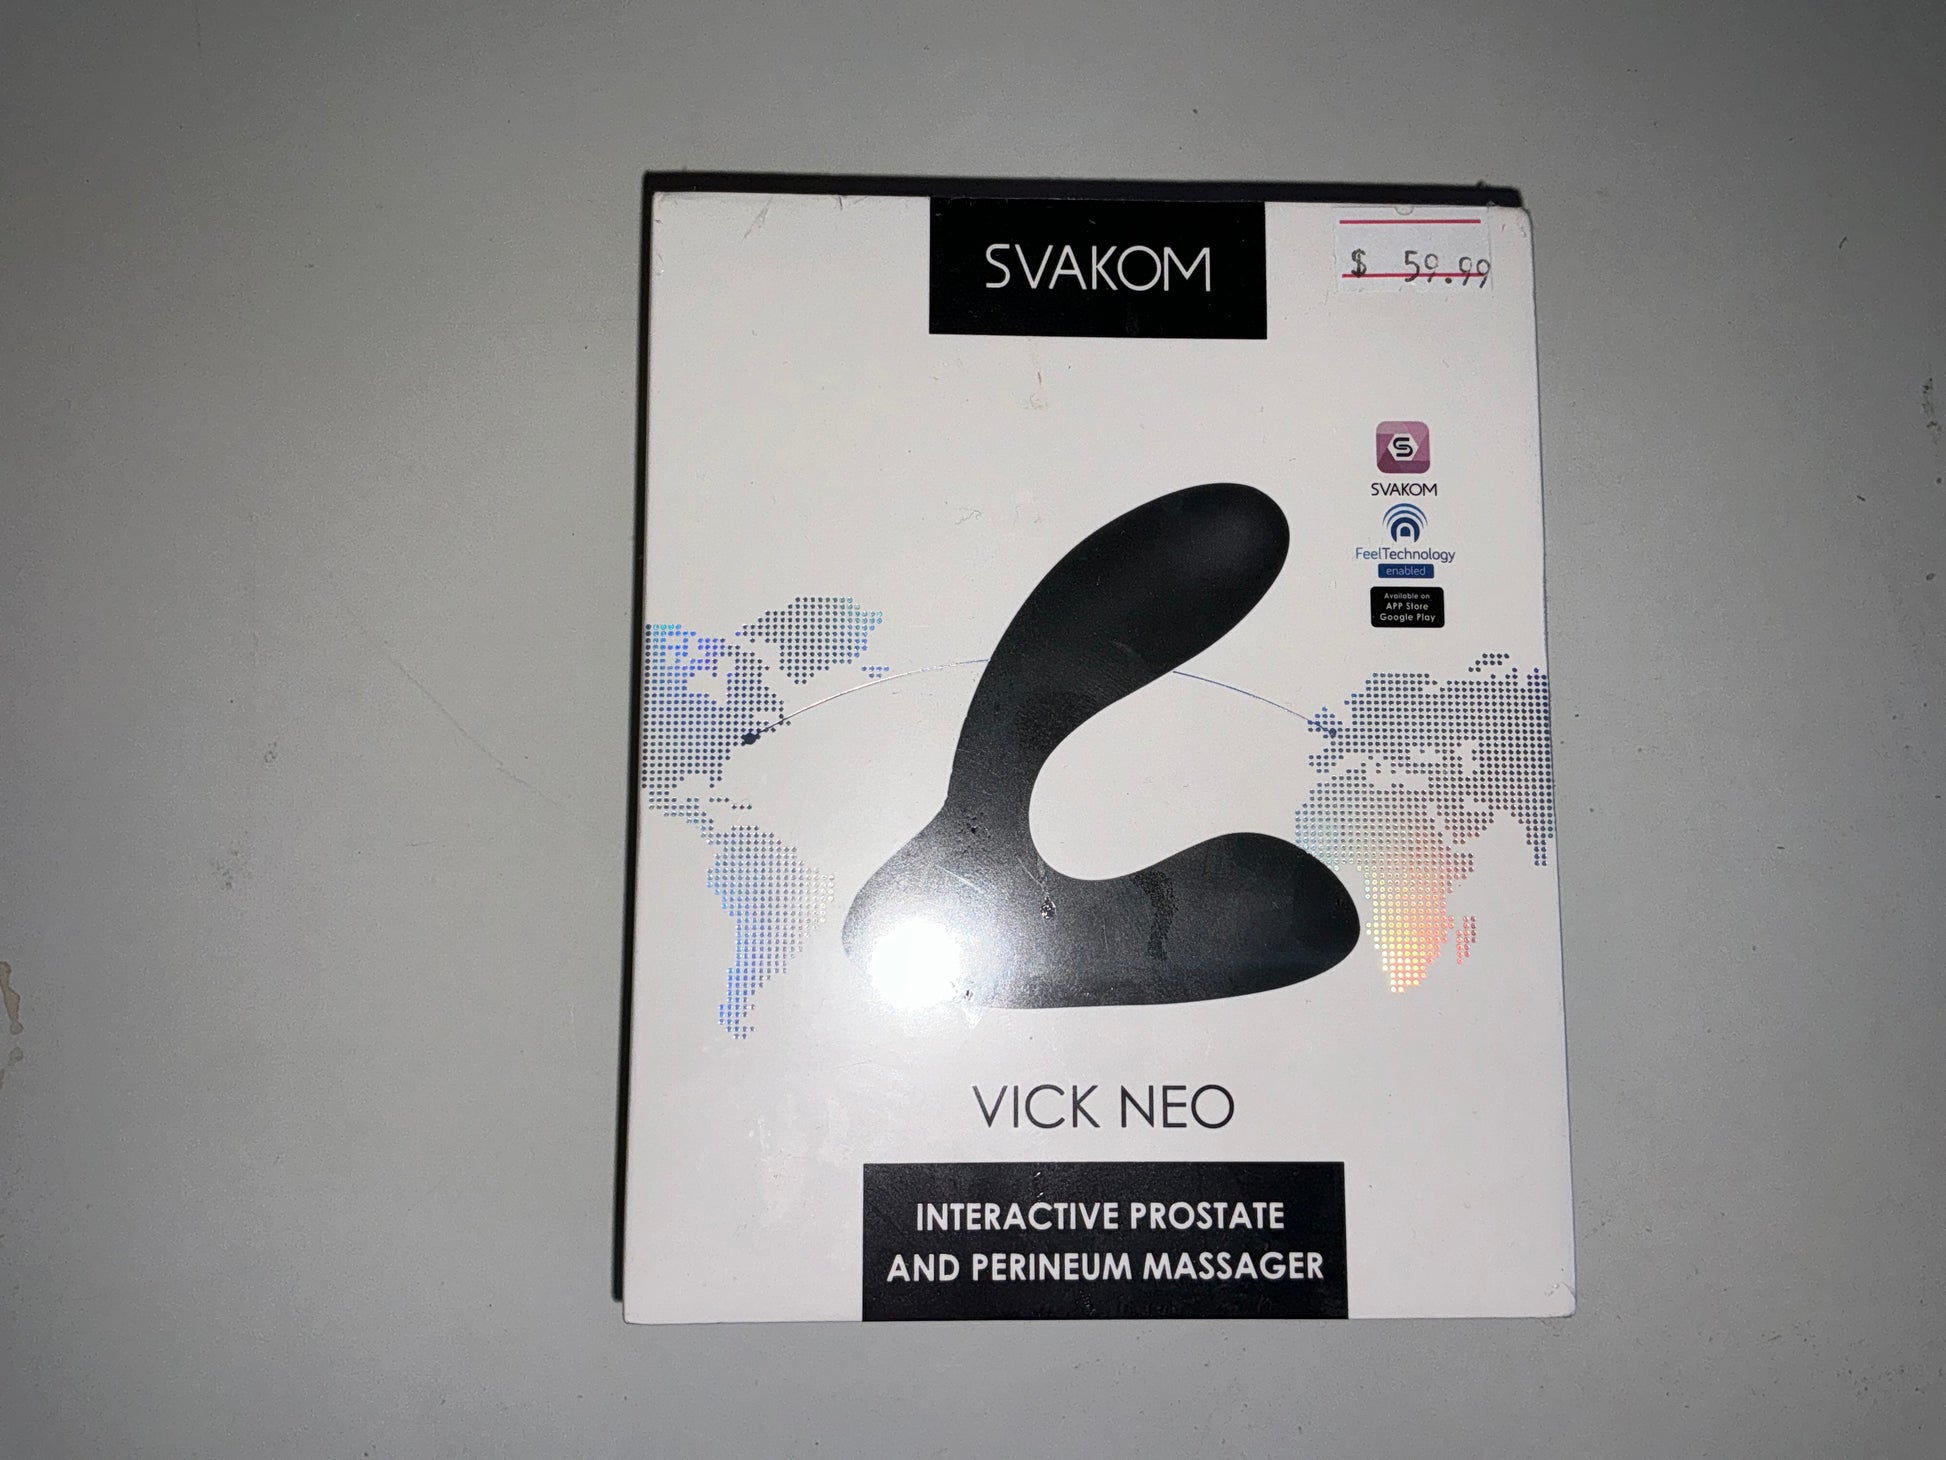 SVAKOM
$ 59.99
SVAKOM
FeelTechnology
enabled
Available on
APP Store
Google Play
VICK NEO
INTERACTIVE PROSTATE
AND PERINEUM MASSAGER